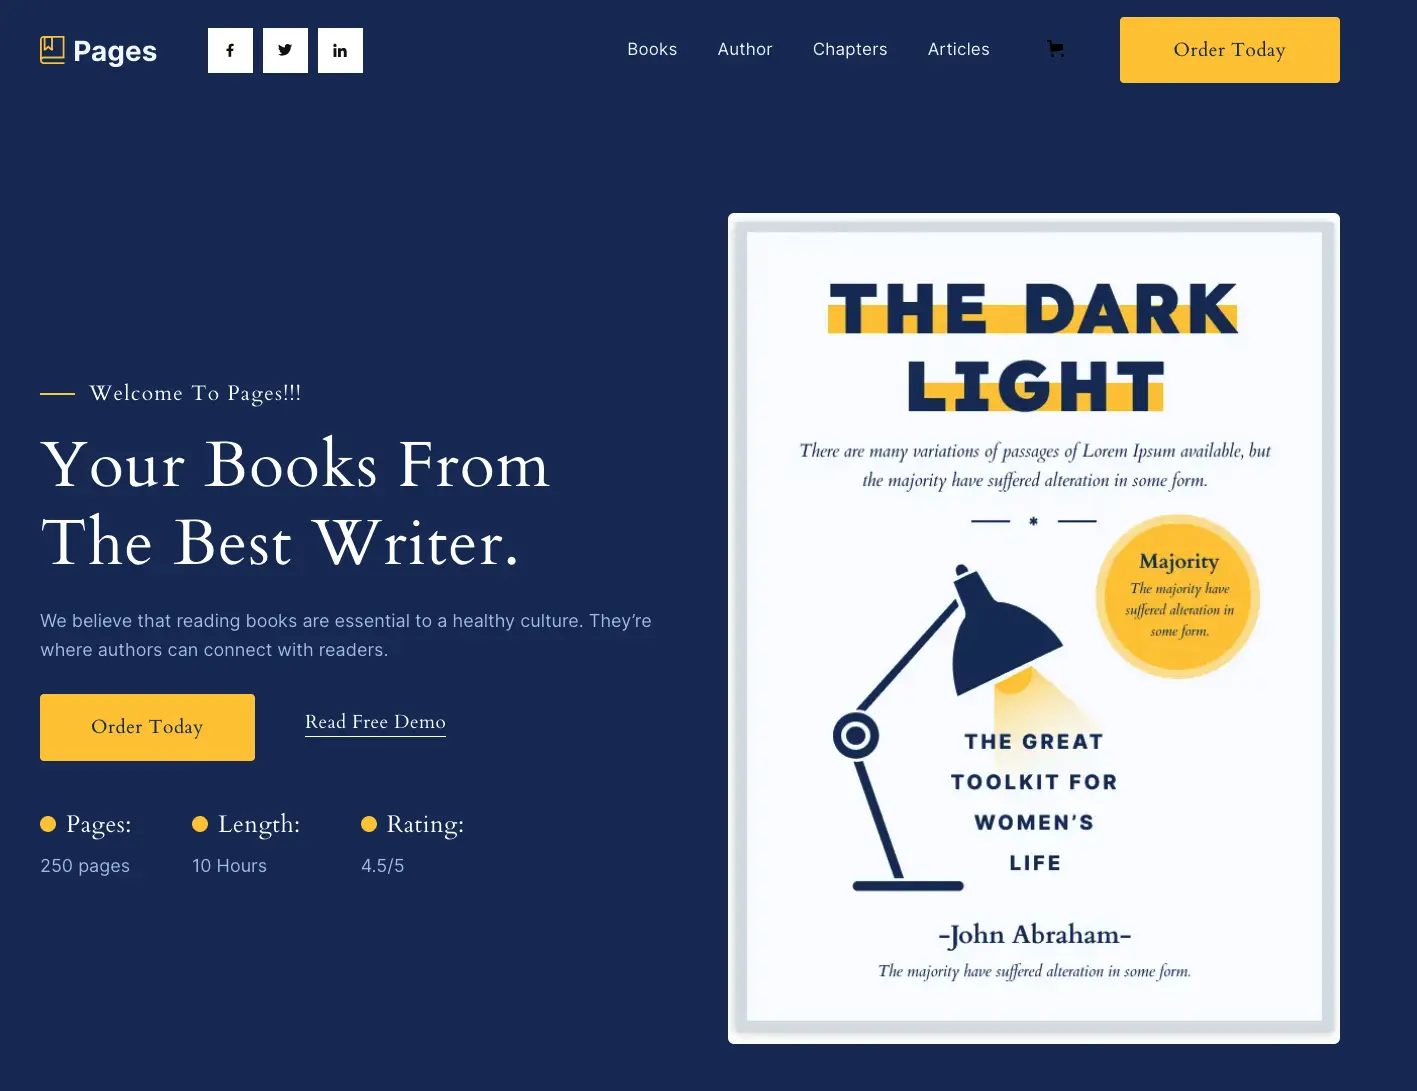 Pages
Books
Author
Chapters
Articles
Order Today
Welcome To Pages!!!
Your Books From
The Best Writer.
We believe that reading books are essential to a healthy culture. They’re
where authors can connect with readers.
Order Today
Read Free Demo
Pages:
250 pages
Length:
10 Hours
Rating:
4.5/5
THE DARK
LIGHT
There are many variations of passages of Lorem Ipsum available, but
the majority have suffered alteration in some form.
*
Majority
The majority have
suffered alteration in
some form.
THE GREAT
TOOLKIT FOR
WOMEN’S
LIFE
-John Abraham-
The majority have suffered alteration in some form.